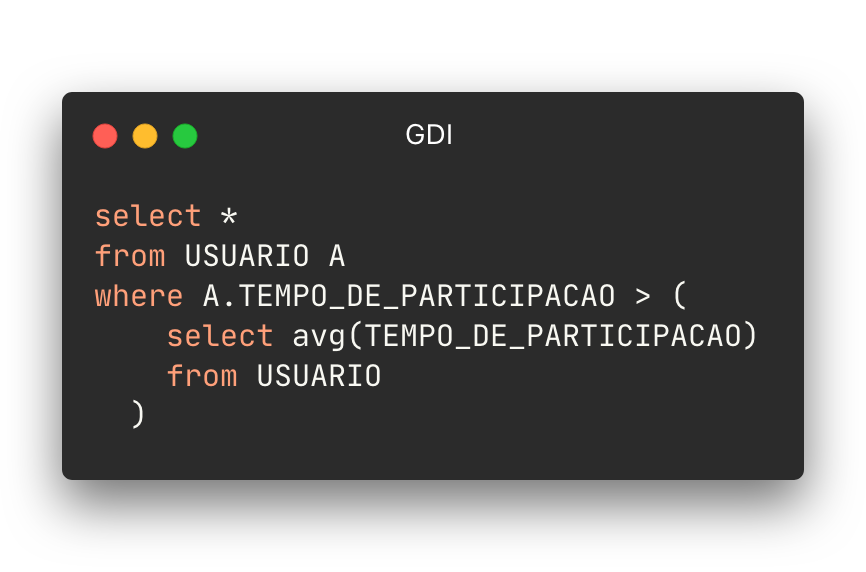 GDI
select *
from USUARIO A
where A.TEMPO_DE_PARTICIPACAO > (
    select avg(TEMPO_DE_PARTICIPACAO)
    from USUARIO
  )